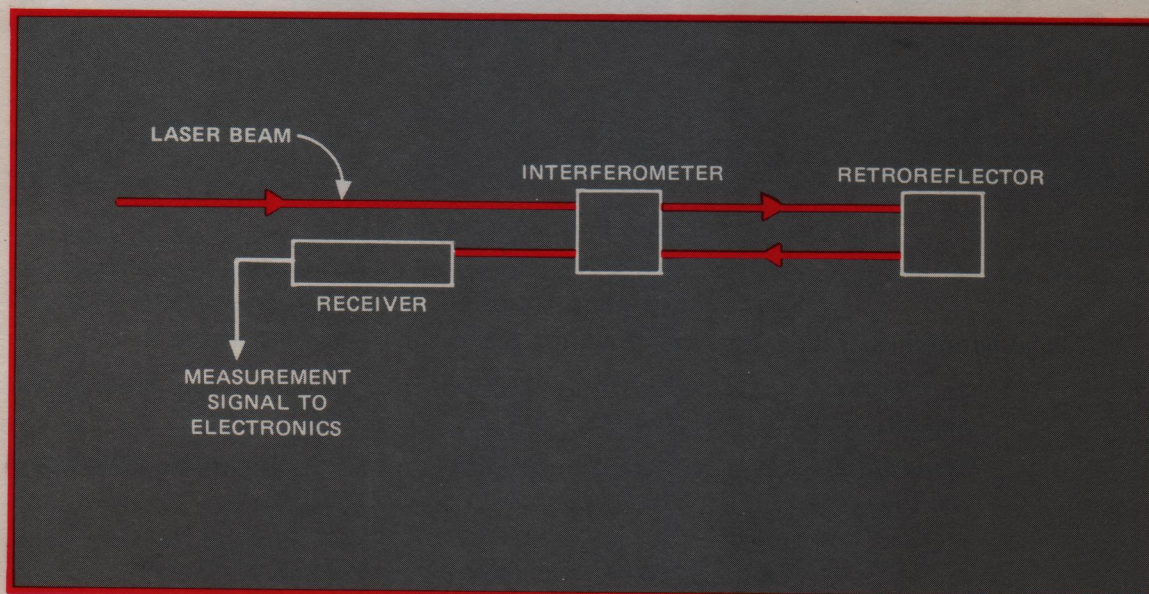 LASER BEAM
INTERFEROMETER
RETROREFLECTOR
RECEIVER
MEASUREMENT
SIGNAL TO
ELECTRONICS